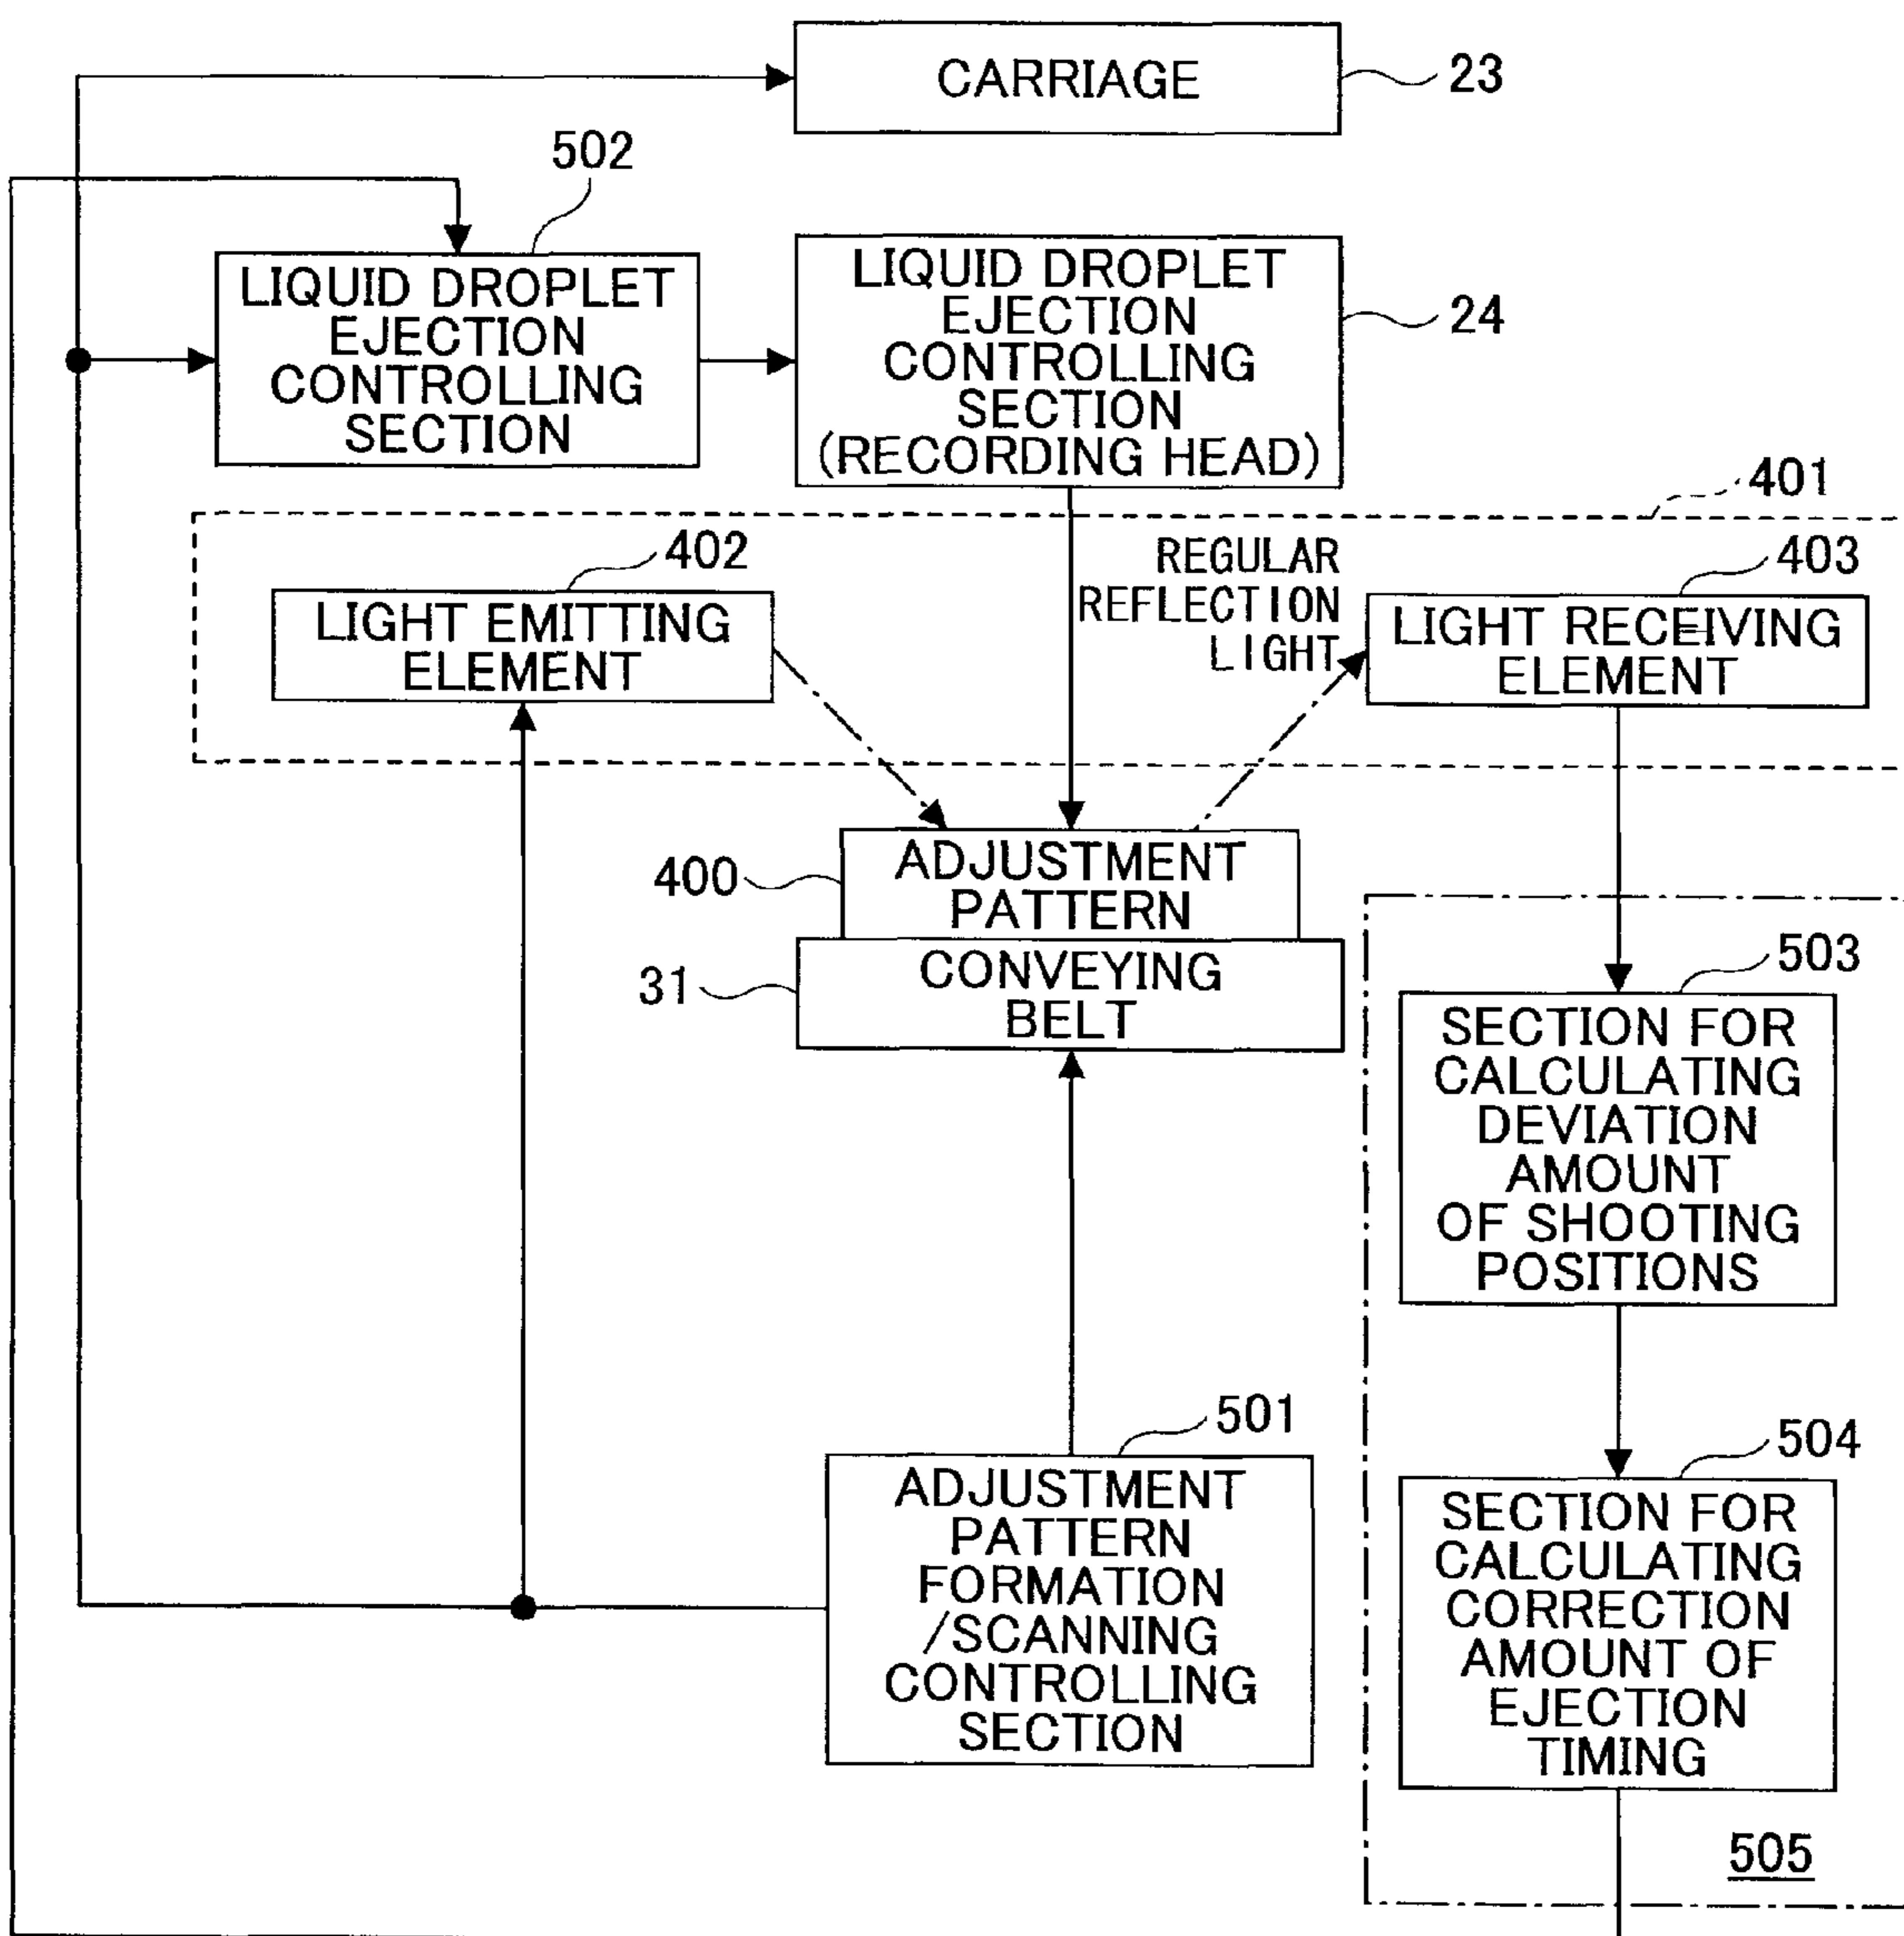 CARRIAGE
23
502
LIQUID DROPLET
EJECTION
CONTROLLING
SECTION
LIQUID DROPLET
EJECTION
CONTROLLING
SECTION
(RECORDING HEAD)
24
401
402
LIGHT EMITTING
ELEMENT
REGULAR
REFLECTION
LIGHT
403
LIGHT RECEIVING
ELEMENT
400
ADJUSTMENT
PATTERN
31
CONVEYING
BELT
503
SECTION FOR
CALCULATING
DEVIATION
AMOUNT
OF SHOOTING
POSITIONS
501
ADJUSTMENT
PATTERN
FORMATION
/SCANNING
CONTROLLING
SECTION
504
SECTION FOR
CALCULATING
CORRECTION
AMOUNT OF
EJECTION
TIMING
505